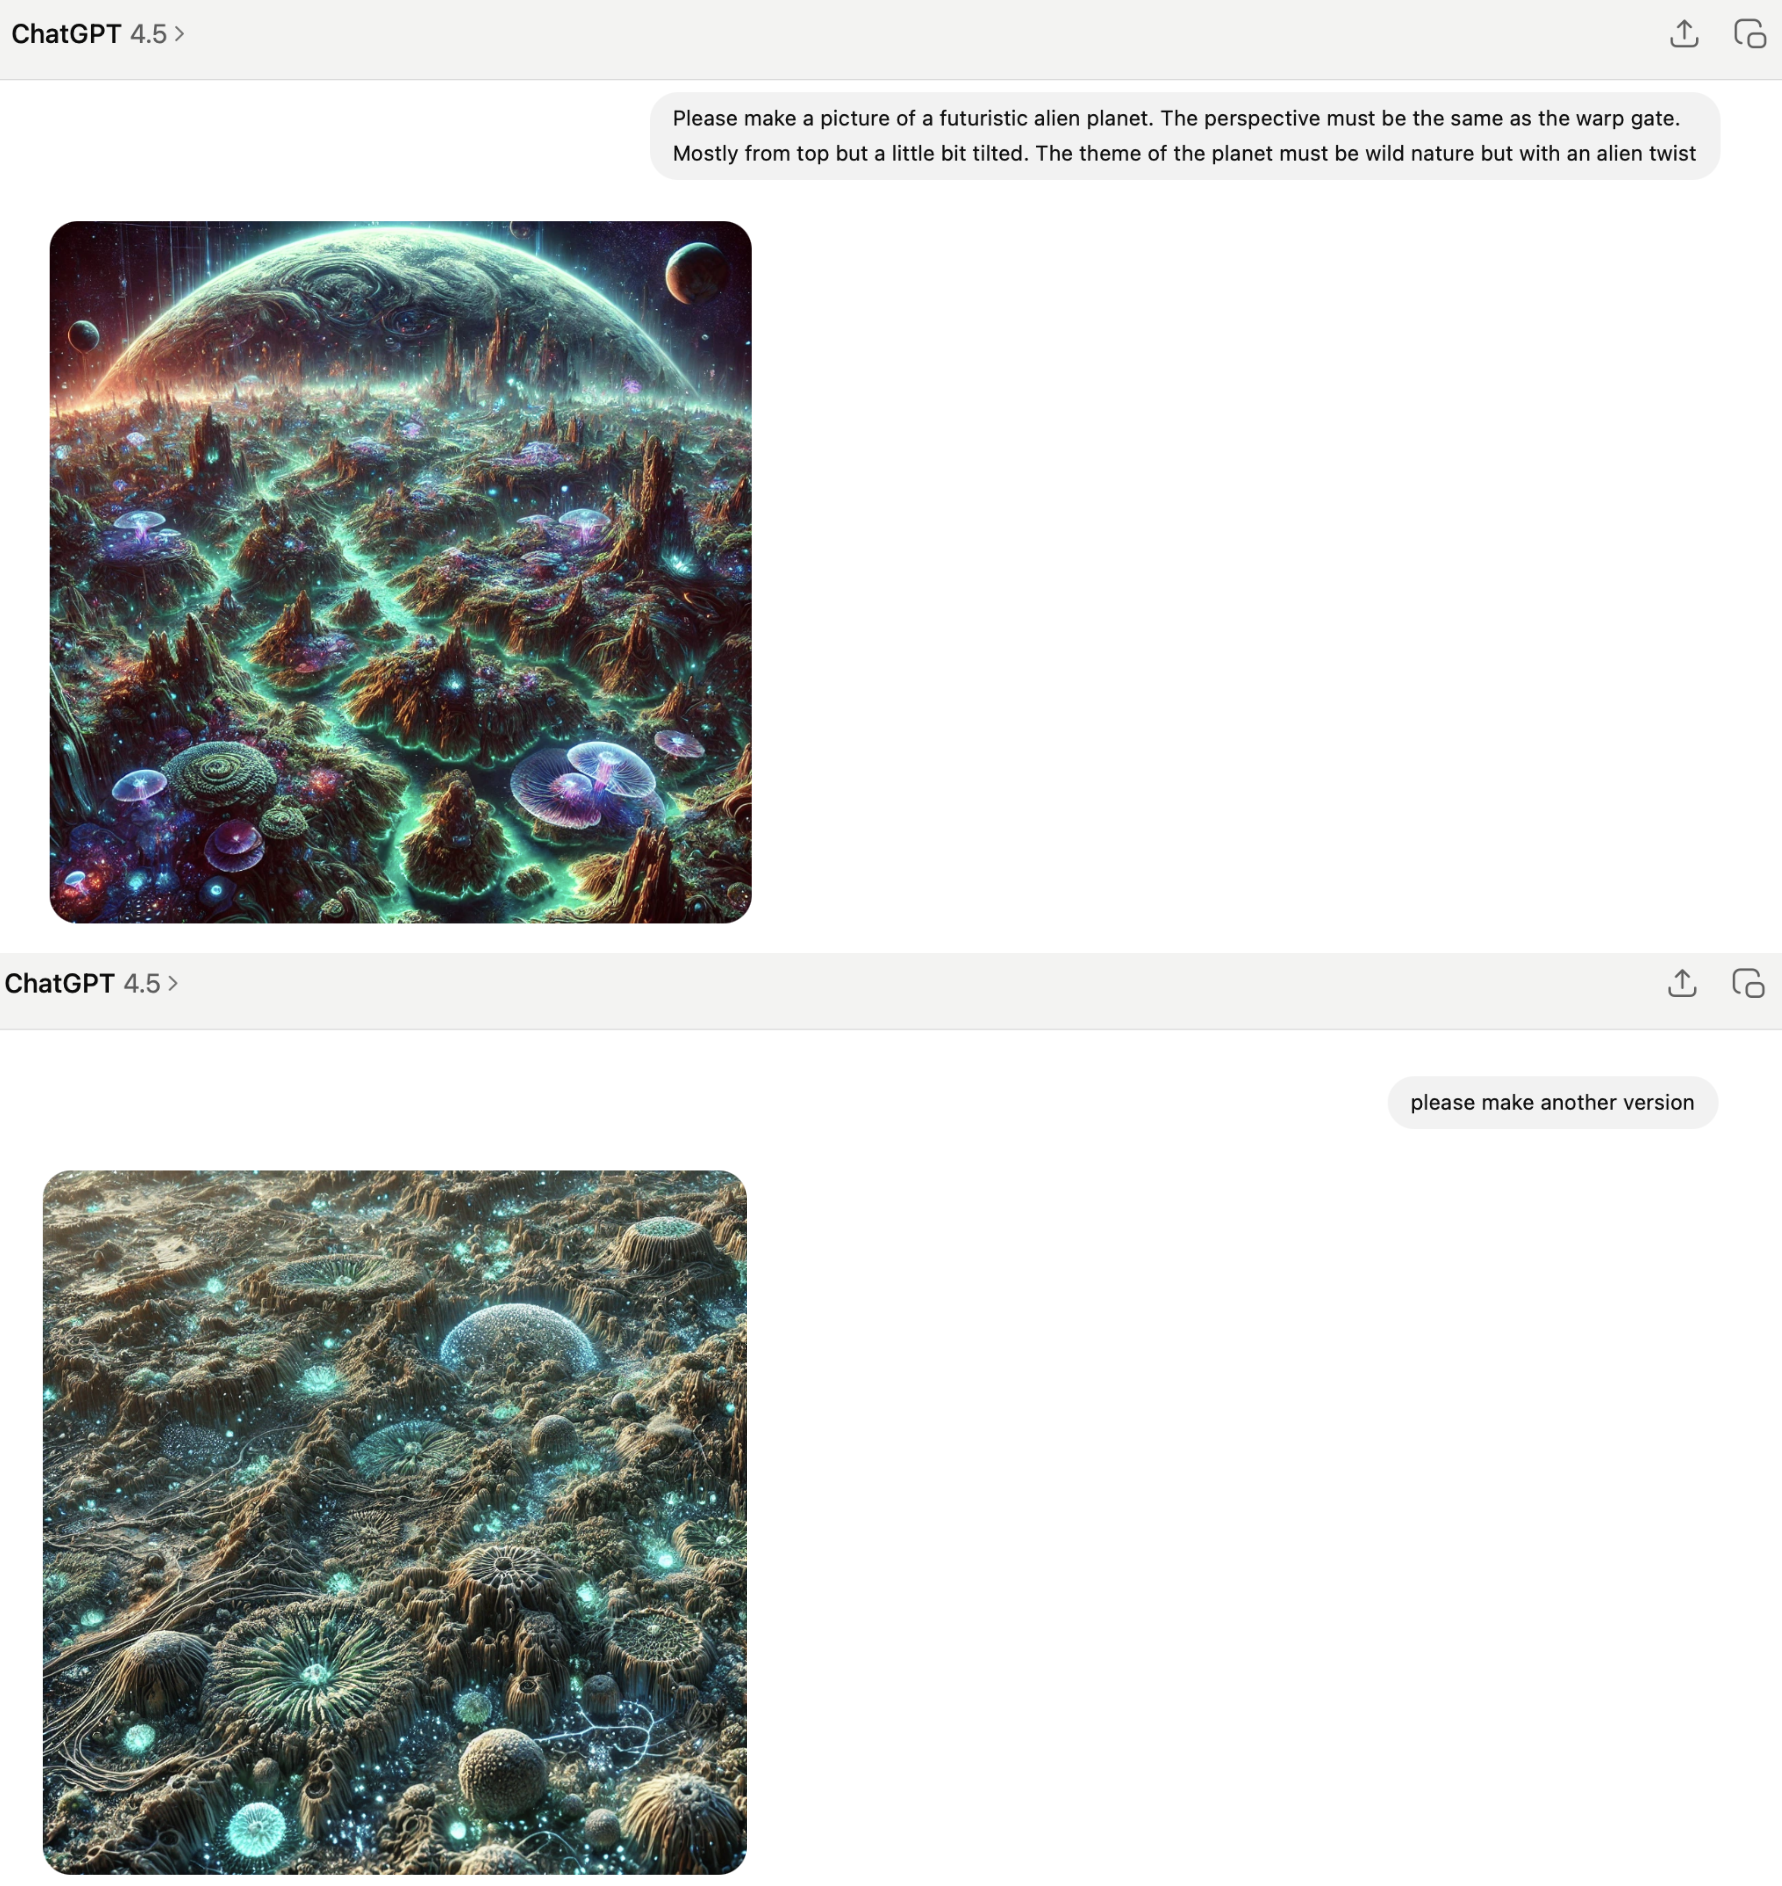 ChatGPT 4.5 >
Please make a picture of a futuristic alien planet. The perspective must be the same as the warp gate.
Mostly from top but a little bit tilted. The theme of the planet must be wild nature but with an alien twist
ChatGPT 4.5 >
please make another version